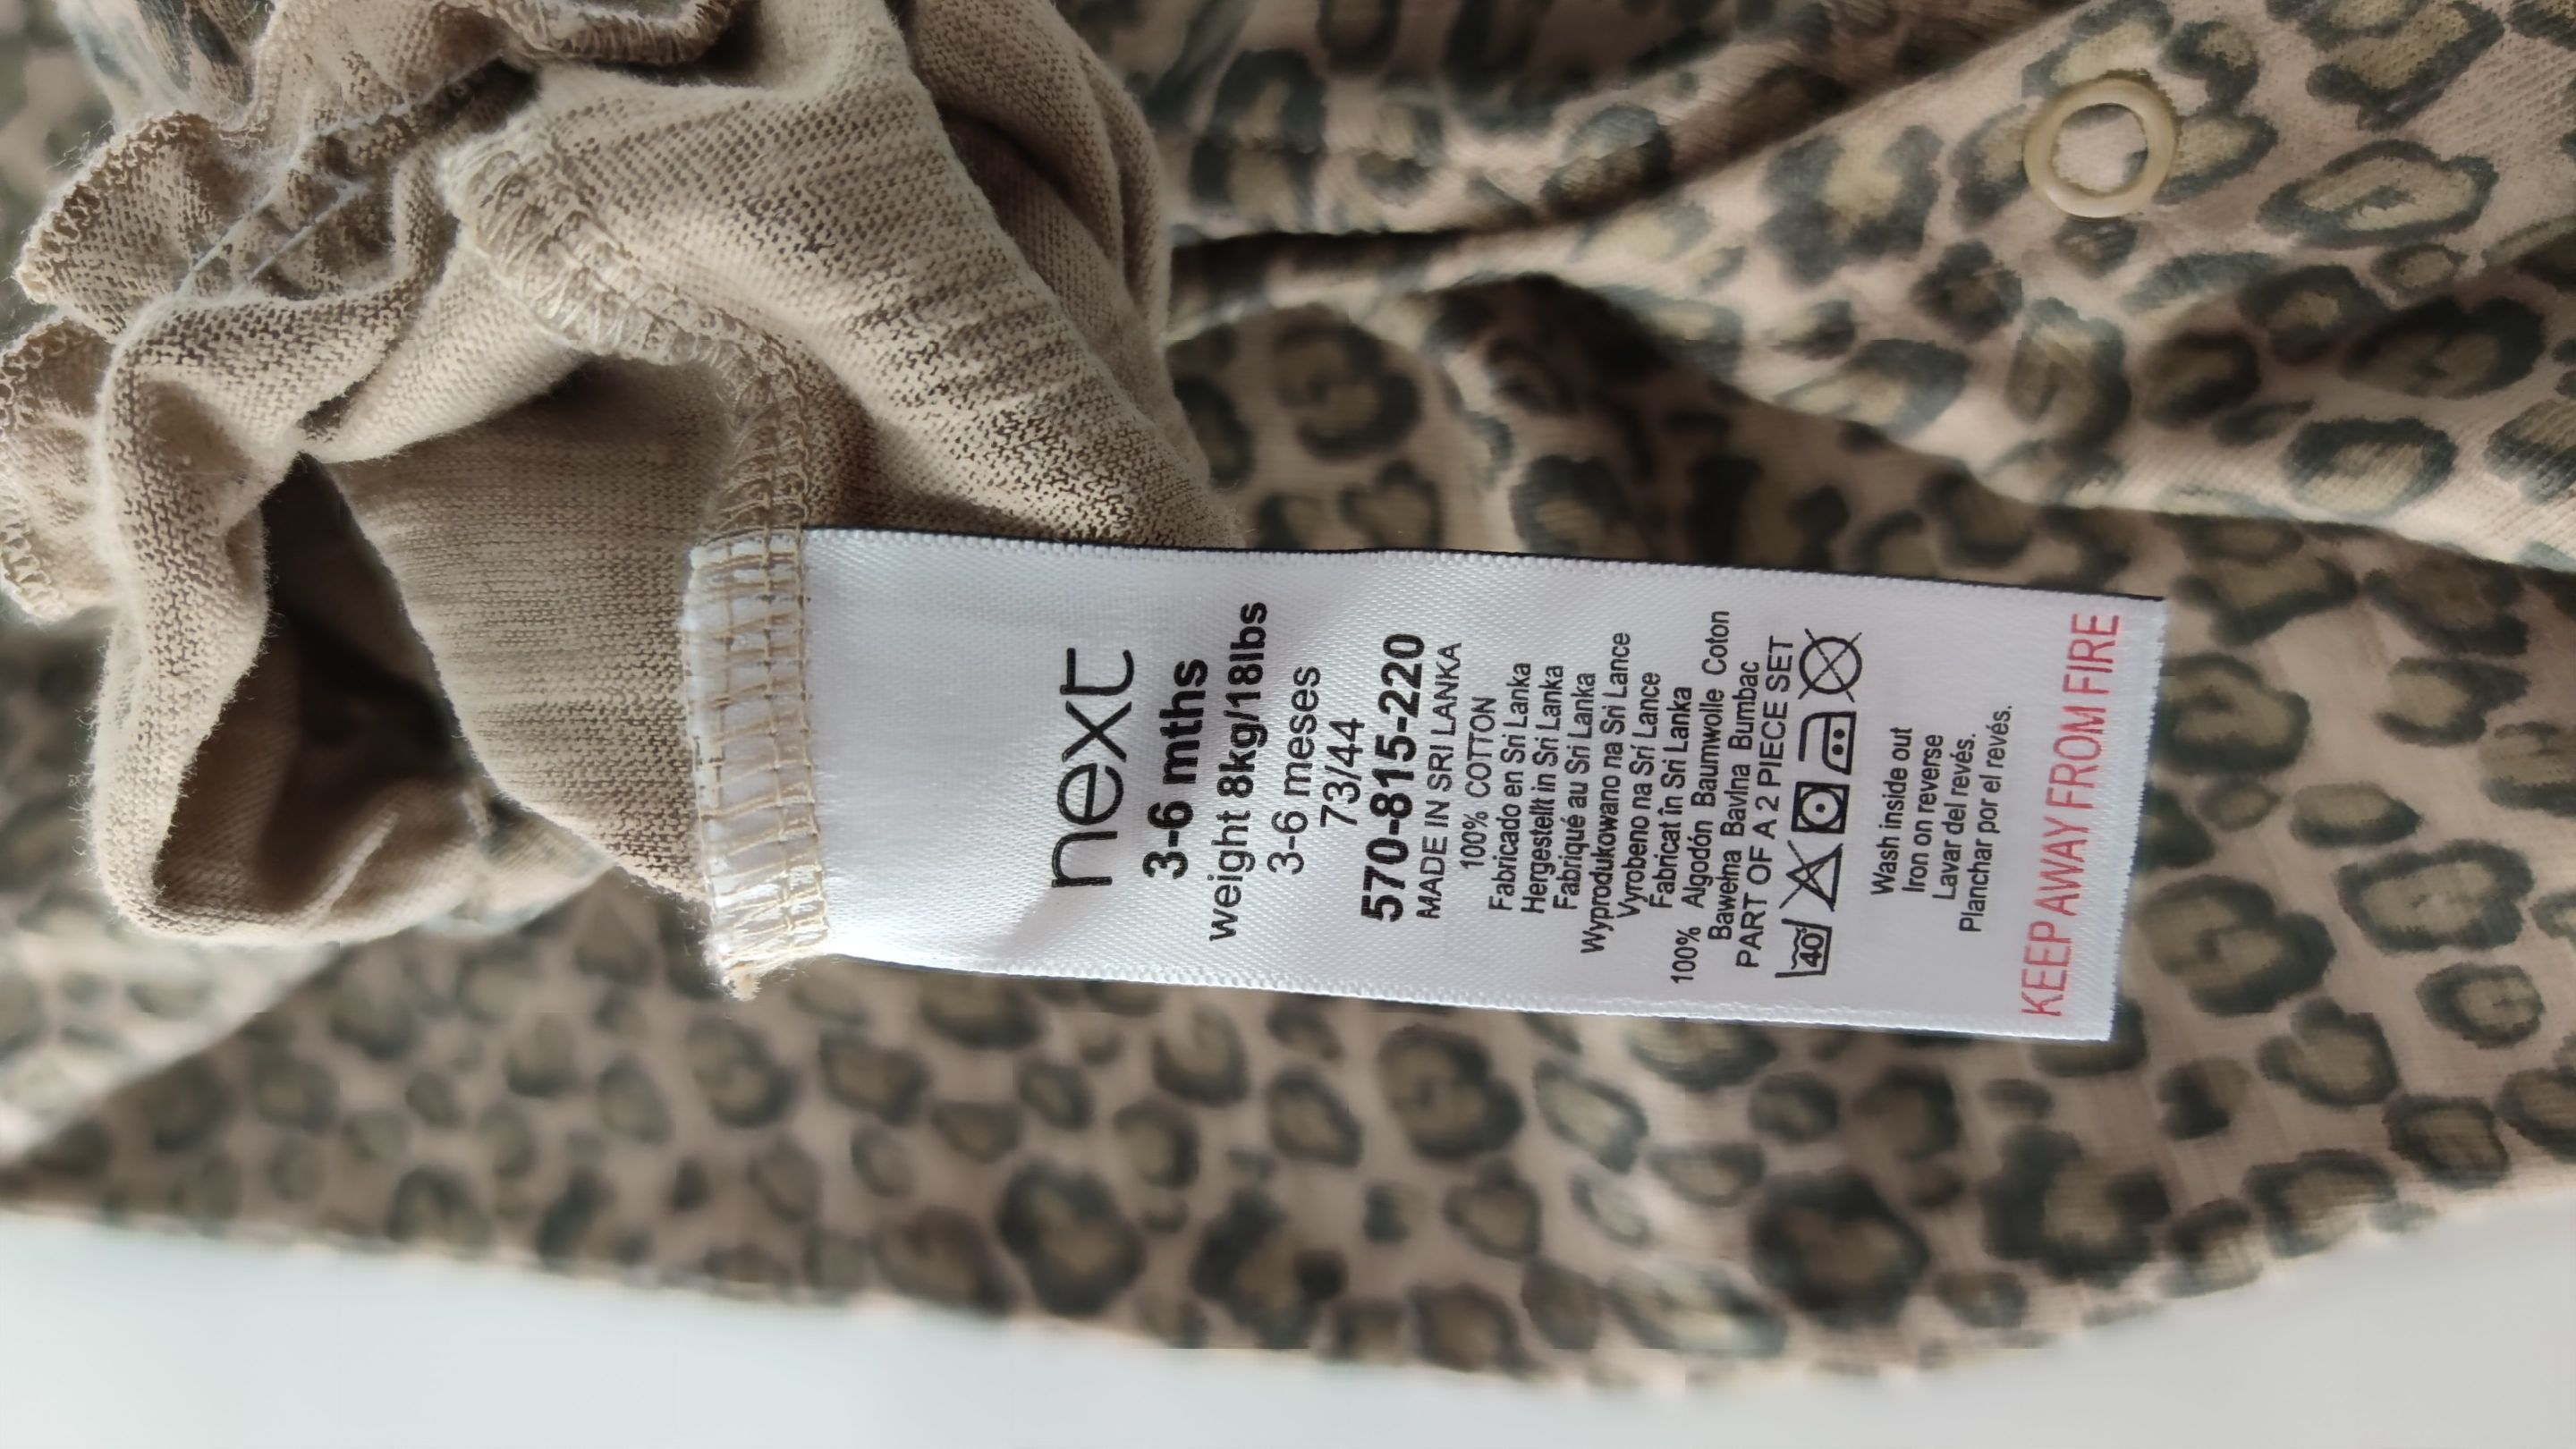 next
3-6 mths
weight 8kg/18lbs
3-6 meses
73/44
570-815-220
MADE IN SRI LANKA
100% COTTON
Fabricado en Sri Lanka
Hergestellt in Sri Lanka
Fabriqué au Sri Lanka
Wyprodukowano na Sri Lance
Vyrobeno na Srí Lance
Fabricat în Sri Lanka
100% Algodón Baumwolle Coton
Bawełna Bavlna Bumbac
PART OF A 2 PIECE SET
40
Wash inside out
Iron on reverse
Lavar del revés.
Planchar por el revés.
KEEP AWAY FROM FIRE